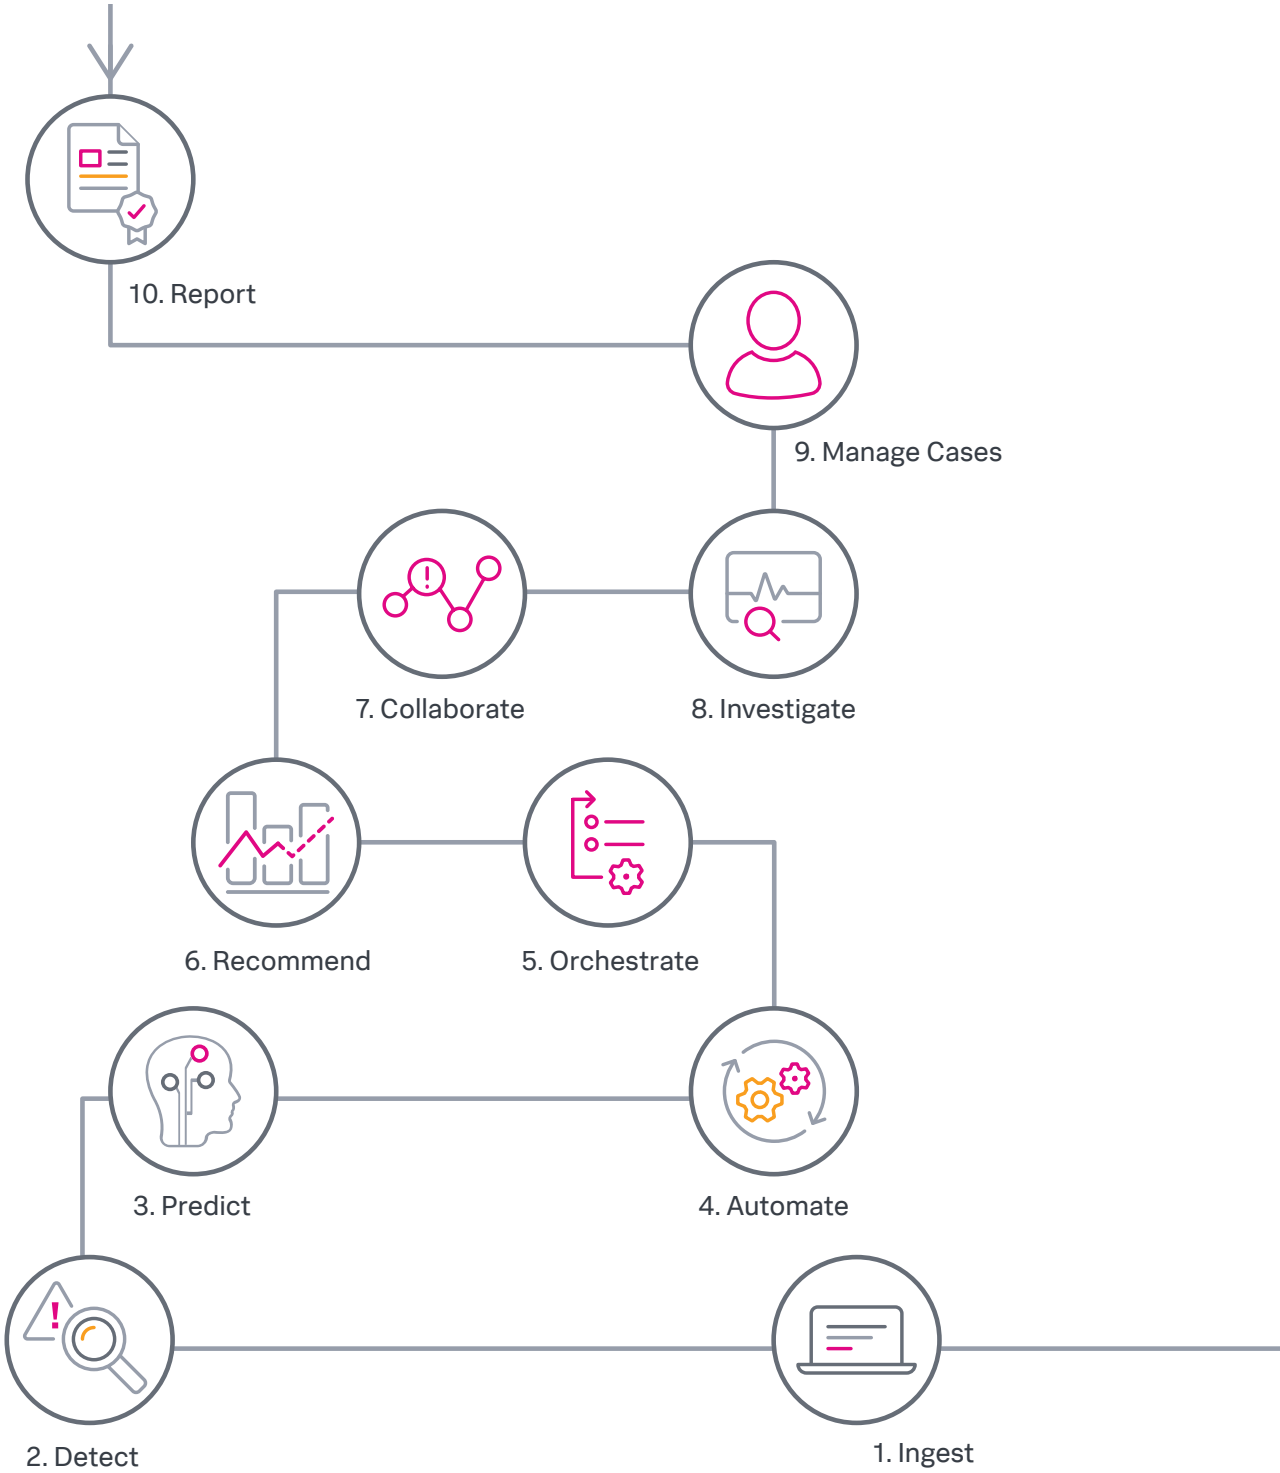 10. Report
9. Manage Cases
7. Collaborate
8. Investigate
6. Recommend
5. Orchestrate
3. Predict
4. Automate
2. Detect
1. Ingest